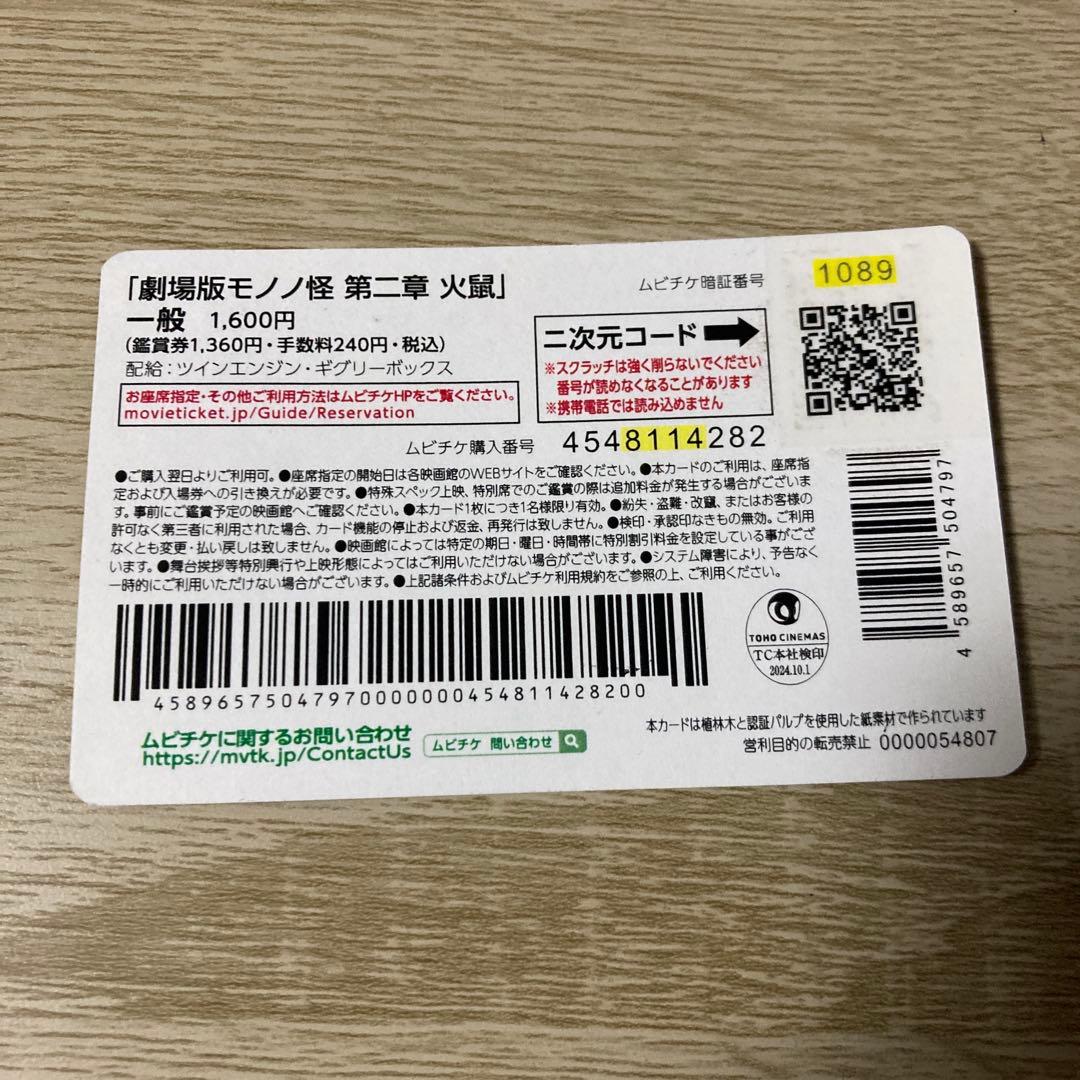 「劇場版モノノ怪 第二章 火鼠」
一般 1,600円
(鑑賞券1,360円・手数料240円・税込)
配給:ツインエンジン・ギグリーボックス
お座席指定・その他ご利用方法はムビチケHPをご覧ください。
movieticket.jp/Guide/Reservation
ムビチケ暗証番号
1089
二次元コード
※スクラッチは強く削らないでください
番号が読めなくなることがあります
※携帯電話では読み込めません
ムビチケ購入番号 4548114282
●ご購入翌日よりご利用可。●座席指定の開始日は各映画館のWEBサイトをご確認ください。●本カードのご利用は、座席指
定および入場券への引き換えが必要です。●特殊スペック上映、特別席でのご鑑賞の際は追加料金が発生する場合がございま
す。事前にご鑑賞予定の映画館へご確認ください。●本カード1枚につき1名様限り有効。●紛失・盗難・改竄、またはお客様の
許可なく第三者に利用された場合、カード機能の停止および返金、再発行は致しません。●検印・承認印なきもの無効。ご利用
なくとも変更・払い戻しは致しません。●映画館によっては特定の期日・曜日・時間帯に特別割引料金を設定している事がござ
います。●舞台挨拶等特別興行や上映形態によってはご利用いただけない場合がございます。●システム障害により、予告なく
一時的にご利用いただけない場合がございます。●上記諸条件およびムビチケ利用規約をご参照の上、ご利用ください。
4 589657 504797
45896575047970000000454811428200
TOHO CINEMAS
TC本社検印
2024.10.1
ムビチケに関するお問い合わせ
https://mvtk.jp/ContactUs
ムビチケ 問い合わせ
本カードは植林木と認証パルプを使用した紙素材で作られています
営利目的の転売禁止 0000054807